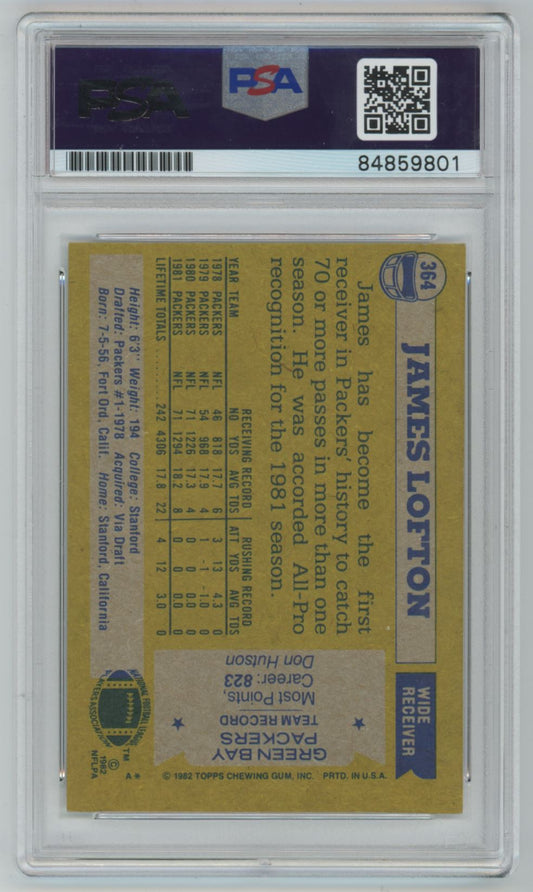 PSA
PSA
84859801
364
JAMES LOFTON
WIDE
RECEIVER
James has become the first
receiver in Packers' history to catch
70 or more passes in more than one
season. He was accorded All-Pro
recognition for the 1981 season.
RECEIVING RECORD RUSHING RECORD
YEAR TEAM NO YDS AVG TDS ATT YDS AVG TDS
1978 PACKERS NFL 46 818 17.7 6 3 13 4.3 0
1979 PACKERS NFL 54 968 17.9 4 1 -1 -1.0 0
1980 PACKERS NFL 71 1226 17.3 4 0 0 0.0 0
1981 PACKERS NFL 71 1294 18.2 8 0 0 0.0 0
LIFETIME TOTALS ........ 242 4306 17.8 22 4 12 3.0 0
Height: 6'3" Weight: 194 College: Stanford
Drafted: Packers #1-1978 Acquired: Via Draft
Born: 7-5-56, Fort Ord, Calif. Home: Stanford, California
GREEN BAY
PACKERS
TEAM RECORD
Most Points,
Career: 823
Don Hutson
NATIONAL FOOTBALL LEAGUE
PLAYERS ASSOCIATION
TM
© 1982
NFLPA
A*
© 1982 TOPPS CHEWING GUM, INC. PRTD. IN U.S.A.